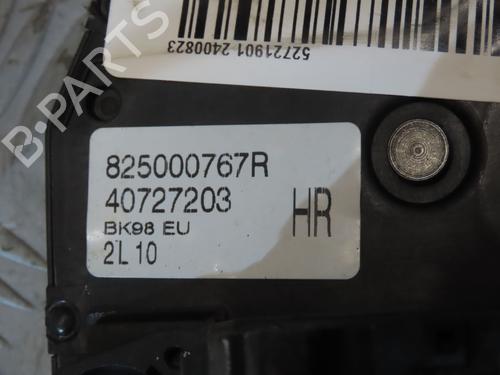 52721901 2400823
B-PARTS
825000767R
40727203
HR
BK98 EU
2L10